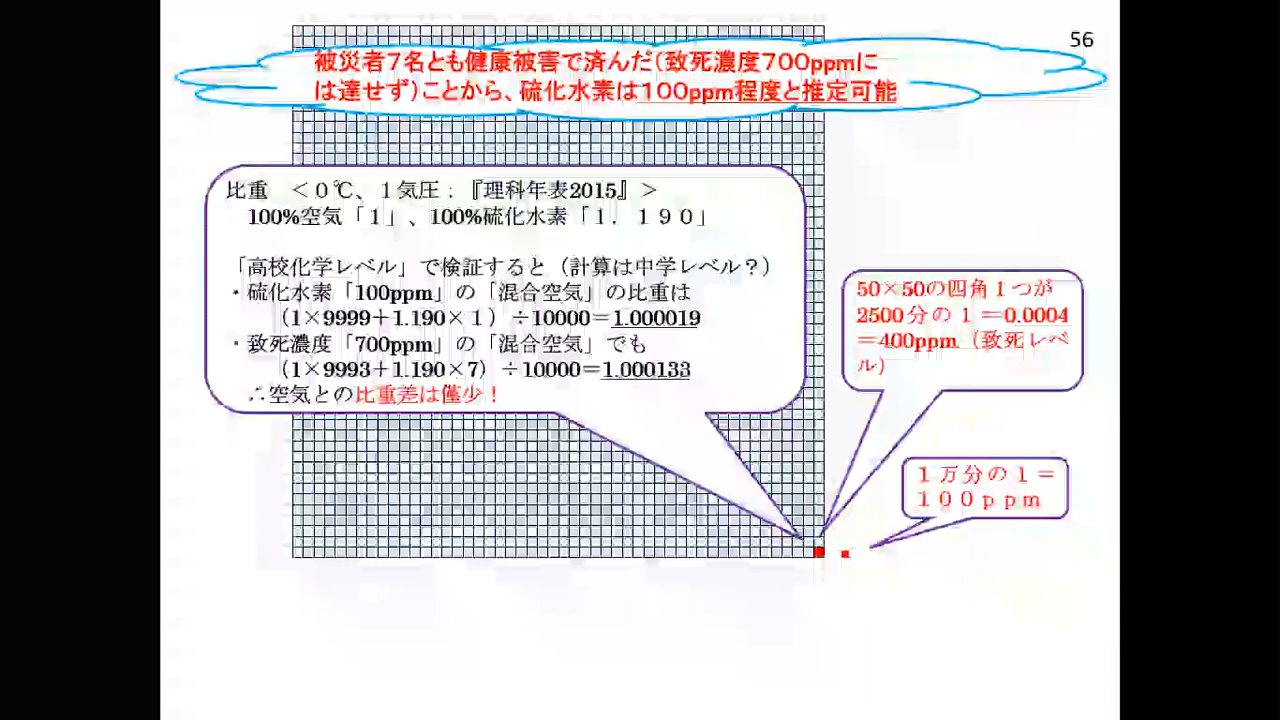 56
被災者7名とも健康被害で済んだ（致死濃度700ppmに
は達せず）ことから、硫化水素は100ppm程度と推定可能
比重　＜０℃、１気圧：『理科年表2015』＞
100%空気「１」、100%硫化水素「１．１９０」
「高校化学レベル」で検証すると（計算は中学レベル？）
・硫化水素「100ppm」の「混合空気」の比重は
（1×9999＋1.190×１）÷10000＝1.000019
・致死濃度「700ppm」の「混合空気」でも
（1×9993＋1.190×7）÷10000＝1.000133
∴空気との比重差は僅少！
50×50の四角１つが
2500分の１＝0.0004
＝400ppm（致死レベ
ル）
１万分の１＝
１００ｐｐｍ